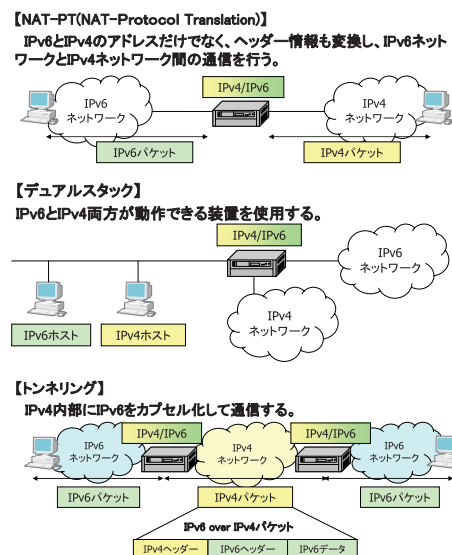 【NAT-PT(NAT-Protocol Translation)】
IPv6とIPv4のアドレスだけでなく、ヘッダー情報も変換し、IPv6ネット
ワークとIPv4ネットワーク間の通信を行う。
IPv4/IPv6
IPv6
ネットワーク
IPv4
ネットワーク
IPv6パケット
IPv4パケット
【デュアルスタック】
IPv6とIPv4両方が動作できる装置を使用する。
IPv4/IPv6
IPv6
ネットワーク
IPv4
ネットワーク
IPv6ホスト
IPv4ホスト
【トンネリング】
IPv4内部にIPv6をカプセル化して通信する。
IPv6
ネットワーク
IPv4/IPv6
IPv4
ネットワーク
IPv4/IPv6
IPv6
ネットワーク
IPv6パケット
IPv4パケット
IPv6パケット
IPv6 over IPv4パケット
IPv4ヘッダー
IPv6ヘッダー
IPv6データ